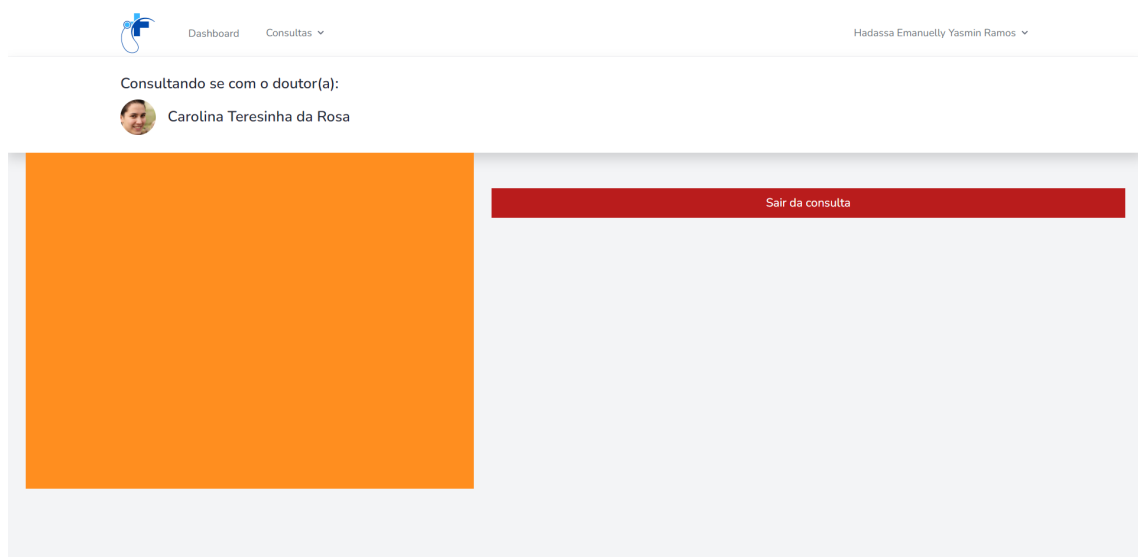 Dashboard Consultas Hadassa Emanuelly Yasmin Ramos
Consultando se com o doutor(a):
Carolina Teresinha da Rosa
Sair da consulta